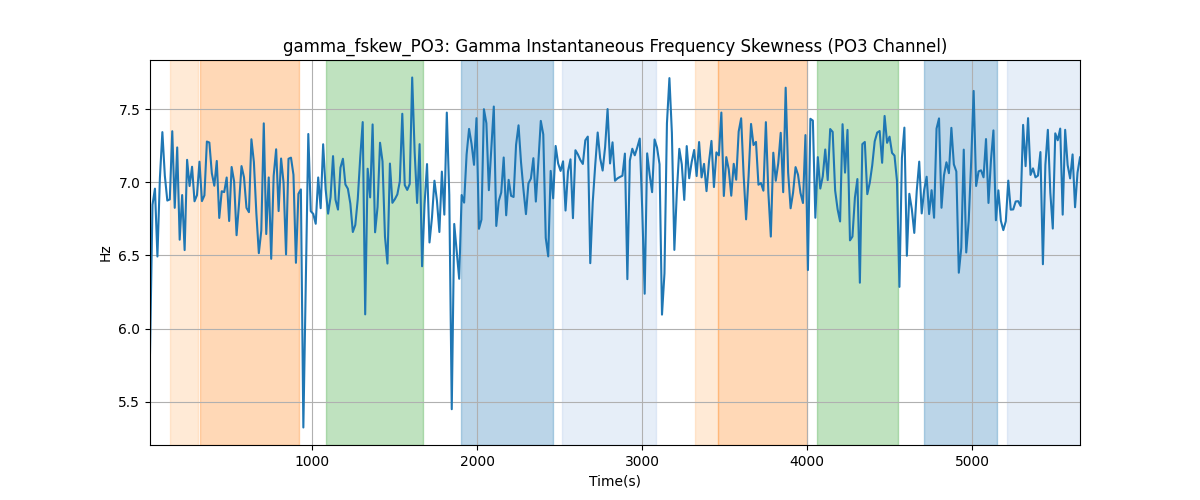 gamma_fskew_PO3: Gamma Instantaneous Frequency Skewness (PO3 Channel)
7.5
7.0
6.5
6.0
5.5
Hz
1000 2000 3000 4000 5000
Time(s)